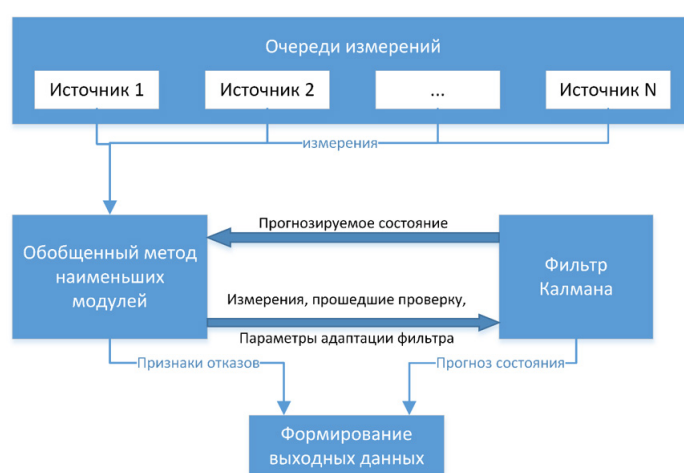 Очереди измерений
Источник 1
Источник 2
...
Источник N
измерения
Прогнозируемое состояние
Обобщенный метод
наименьших
модулей
Фильтр
Калмана
Измерения, прошедшие проверку,
Параметры адаптации фильтра
Признаки отказов
Прогноз состояния
Формирование
выходных данных